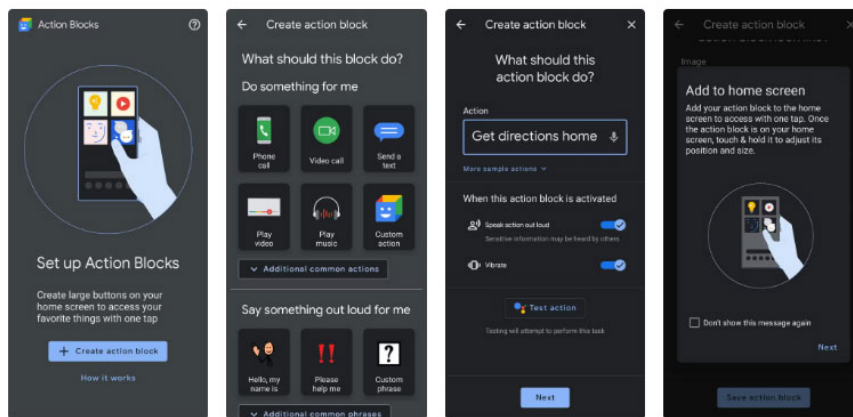 Action Blocks
Set up Action Blocks
Create large buttons on your
home screen to access your
favorite things with one tap
+ Create action block
How it works
Create action block
What should this block do?
Do something for me
Phone
call
Video call
Send a
text
Play
video
Play
music
Custom
action
Additional common actions
Say something out loud for me
Hello, my
name is
Please
help me
Custom
phrase
Additional common phrases
Create action block
What should this
action block do?
Action
Get directions home
More sample actions
When this action block is activated
Speak action out loud
Sensitive information may be heard by others
Vibrate
Test action
Testing will attempt to perform this task
Next
Create action block
Image
Add to home screen
Add your action block to the home
screen to access with one tap. Once
the action block is on your home
screen, touch & hold it to adjust its
position and size.
Don't show this message again
Next
Save action block